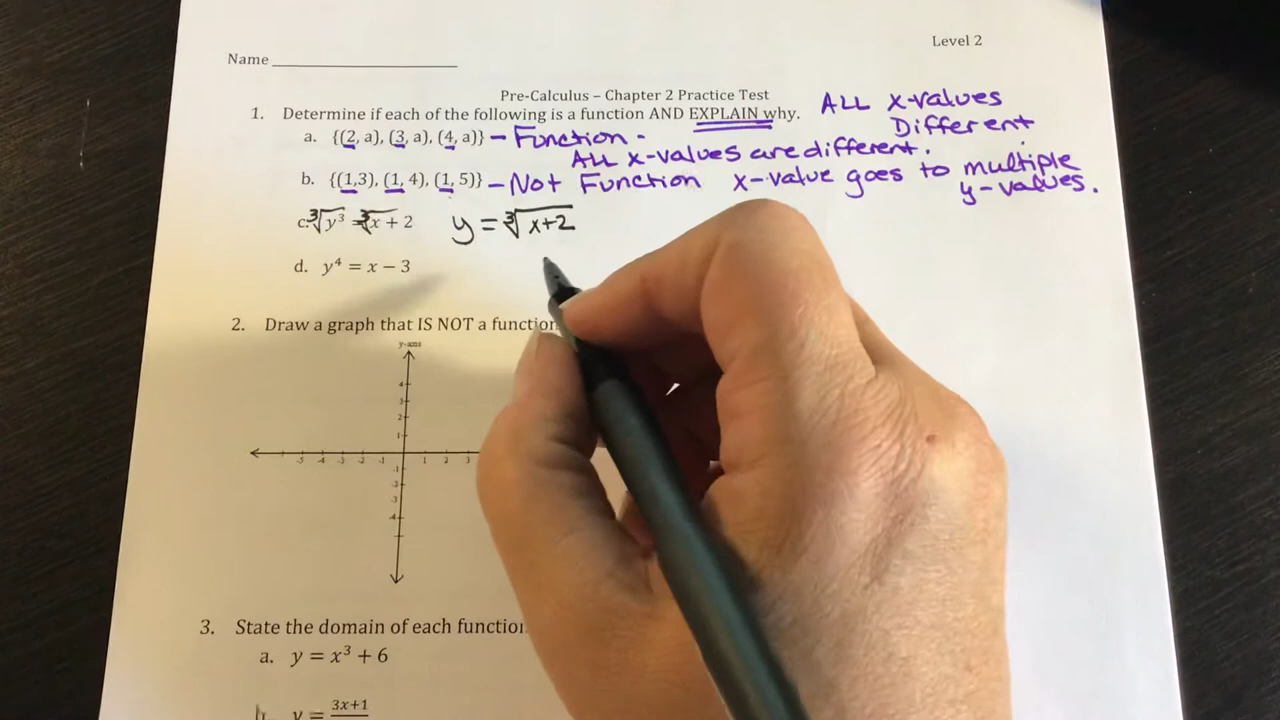 Level 2
Name
Pre-Calculus – Chapter 2 Practice Test
1. Determine if each of the following is a function AND EXPLAIN why. ALL x-values
Different
a. {(2, a), (3, a), (4, a)} – Function -
ALL x-values are different.
b. {(1,3), (1, 4), (1, 5)} – Not Function x-value goes to multiple
y-values.
c. ∛y³ = ∛x + 2 y = ∛x+2
d. y⁴ = x − 3
2. Draw a graph that IS NOT a function
y-axis
4
3
2
1
-5 -4 -3 -2 -1 1 2 3
-1
-2
-3
-4
3. State the domain of each function
a. y = x³ + 6
y = 3x+1